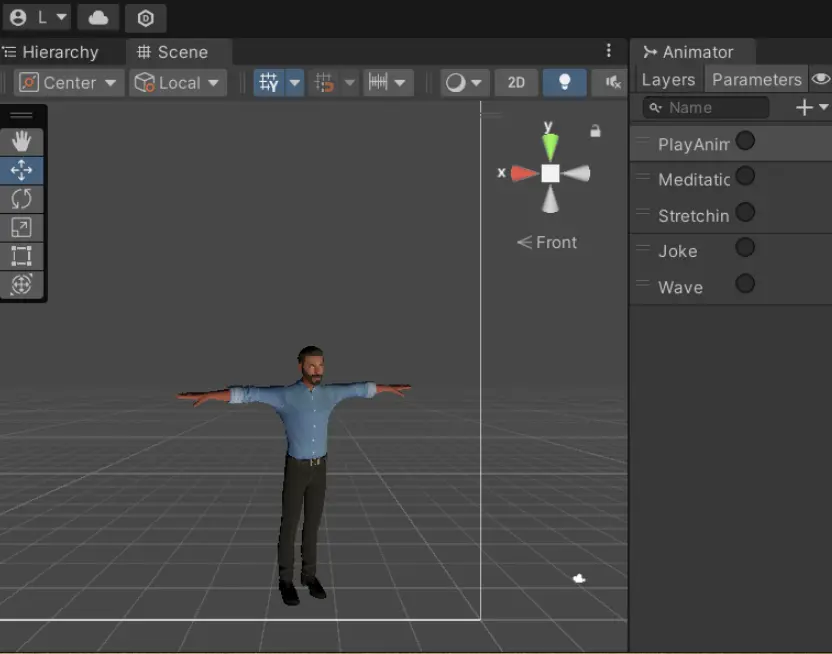 L
Hierarchy
Scene
Animator
Center
Local
2D
Layers
Parameters
Name
y
x
Front
PlayAnim
Meditatic
Stretchin
Joke
Wave